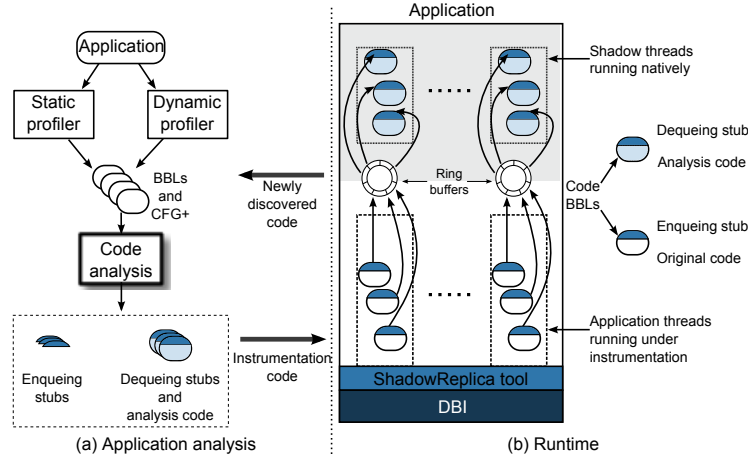 Application
Static
profiler
Dynamic
profiler
BBLs
and
CFG+
Code
analysis
Enqueing
stubs
Dequeing stubs
and
analysis code
(a) Application analysis
Newly
discovered
code
Instrumentation
code
Application
Ring
buffers
ShadowReplica tool
DBI
(b) Runtime
Shadow threads
running natively
Code
BBLs
Dequeing stub
Analysis code
Enqueing stub
Original code
Application threads
running under
instrumentation